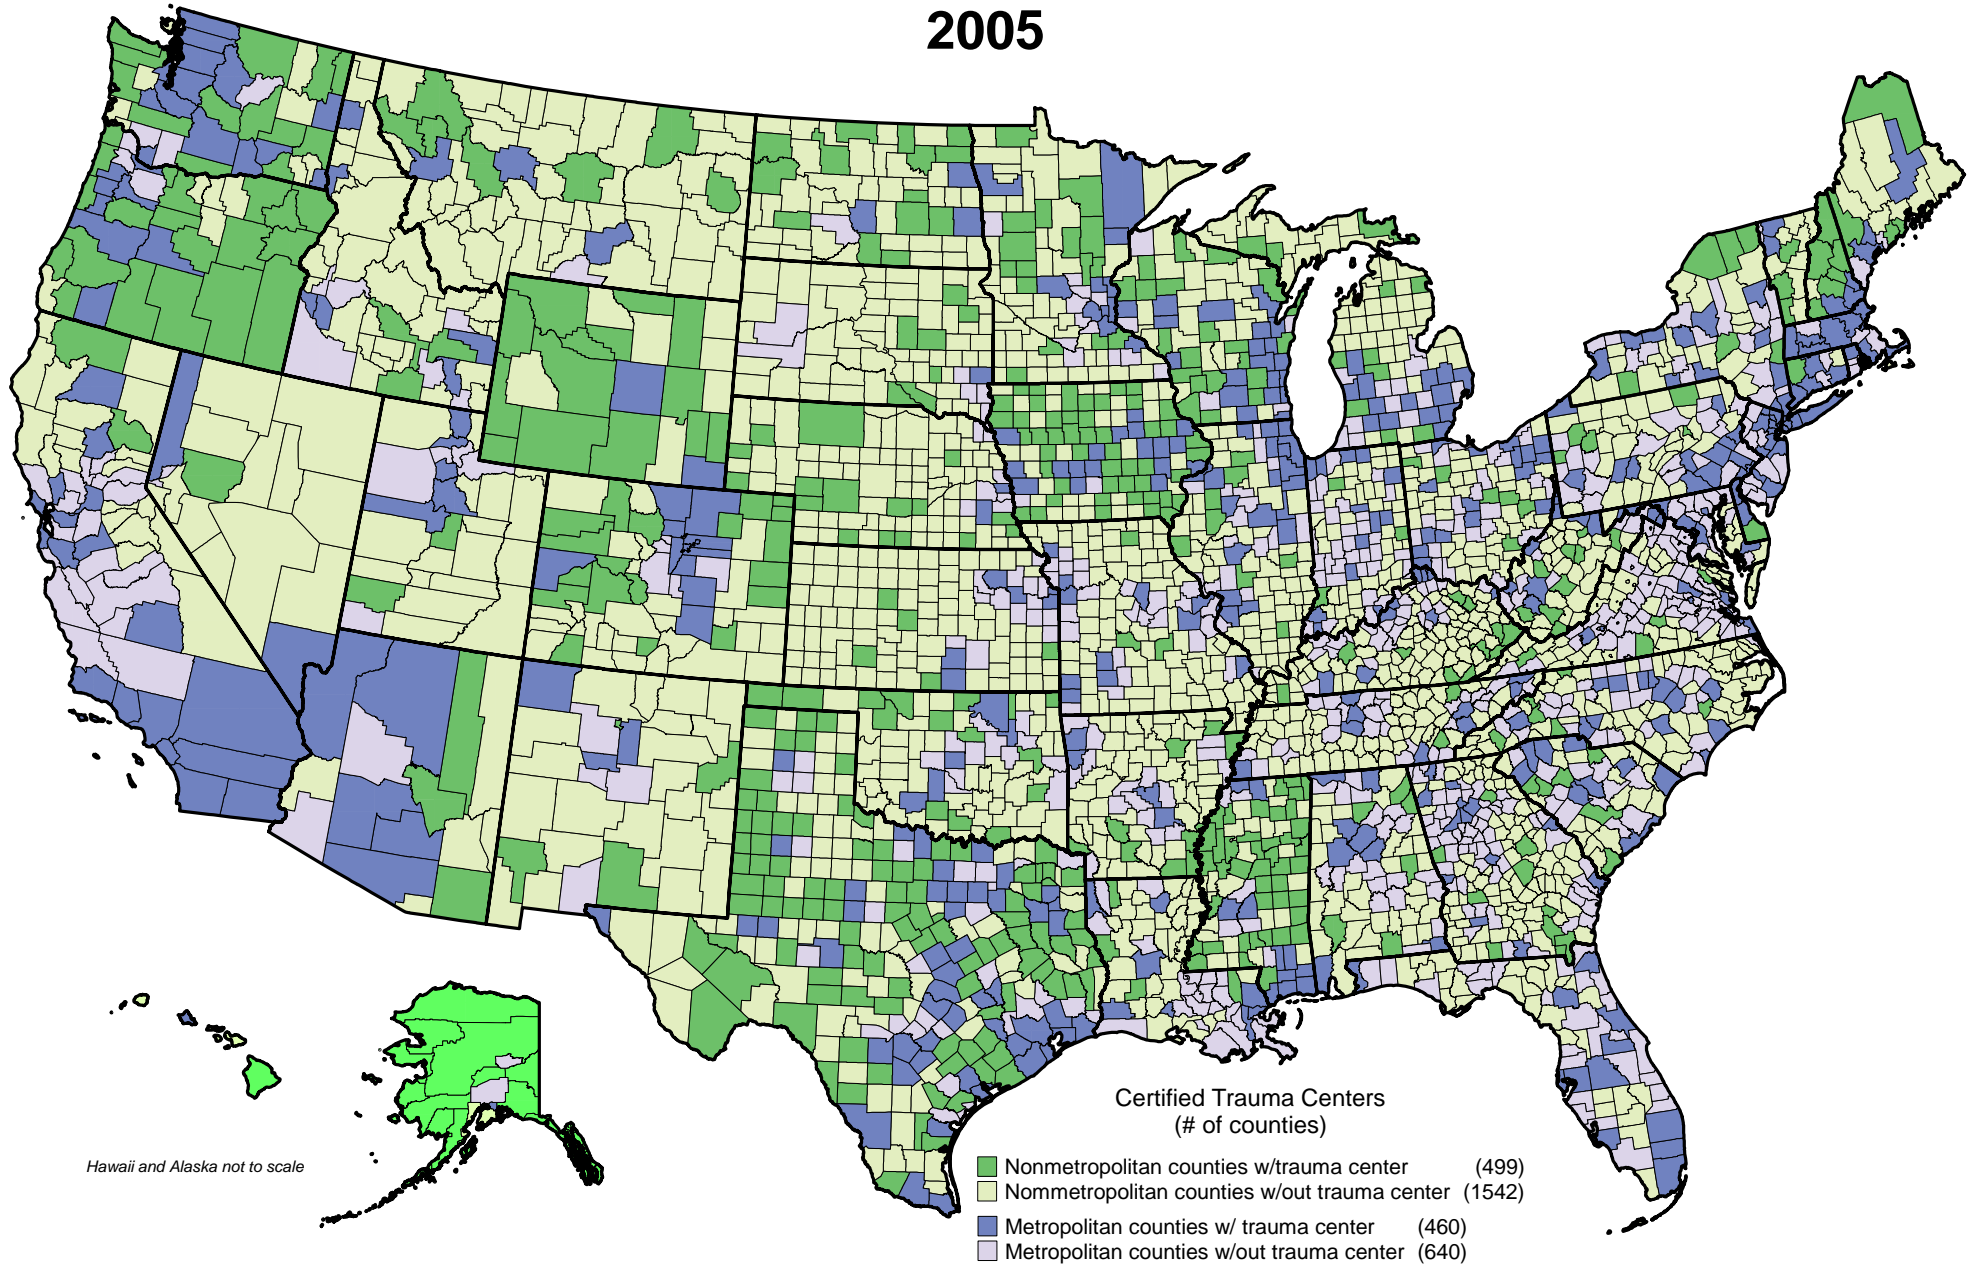 2005
Certified Trauma Centers
(# of counties)
Hawaii and Alaska not to scale
Nonmetropolitan counties w/trauma center (499)
Nommetropolitan counties w/out trauma center (1542)
Metropolitan counties w/ trauma center (460)
Metropolitan counties w/out trauma center (640)